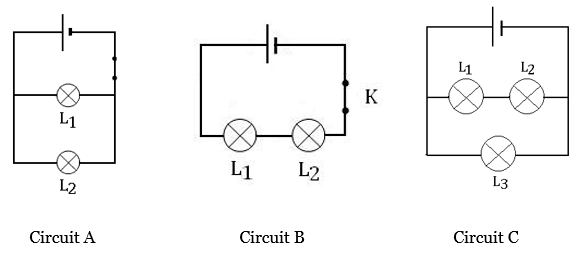 L1
L2
Circuit A
K
L1 L2
Circuit B
L1 L2
L3
Circuit C